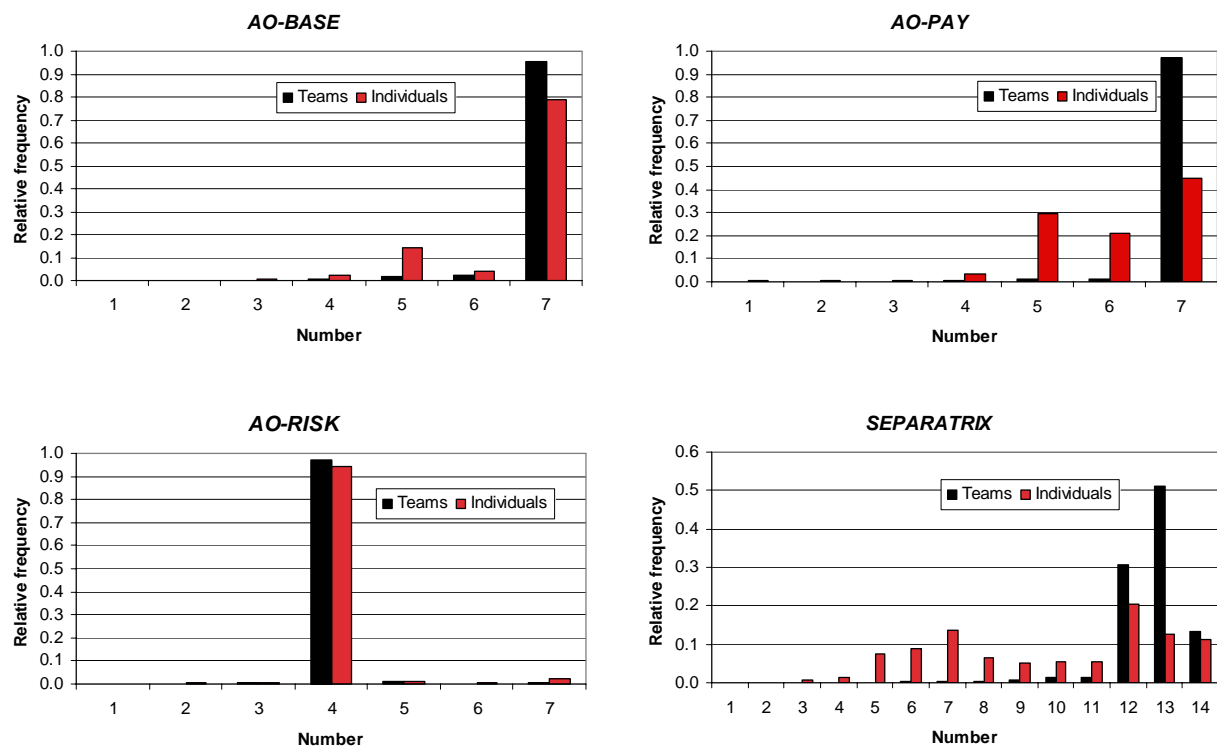 AO-BASE
1.0
0.9
0.8
0.7
0.6
0.5
0.4
0.3
0.2
0.1
0.0
Relative frequency
Teams Individuals
1 2 3 4 5 6 7
Number
AO-PAY
1.0
0.9
0.8
0.7
0.6
0.5
0.4
0.3
0.2
0.1
0.0
Relative frequency
Teams Individuals
1 2 3 4 5 6 7
Number
AO-RISK
1.0
0.9
0.8
0.7
0.6
0.5
0.4
0.3
0.2
0.1
0.0
Relative frequency
Teams Individuals
1 2 3 4 5 6 7
Number
SEPARATRIX
0.6
0.5
0.4
0.3
0.2
0.1
0.0
Relative frequency
Teams Individuals
1 2 3 4 5 6 7 8 9 10 11 12 13 14
Number